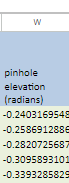 pinhole
elevation
(radians)
-0.2403169548
-0.2586912886
-0.2820725687
-0.3095893101
-0.3393285829